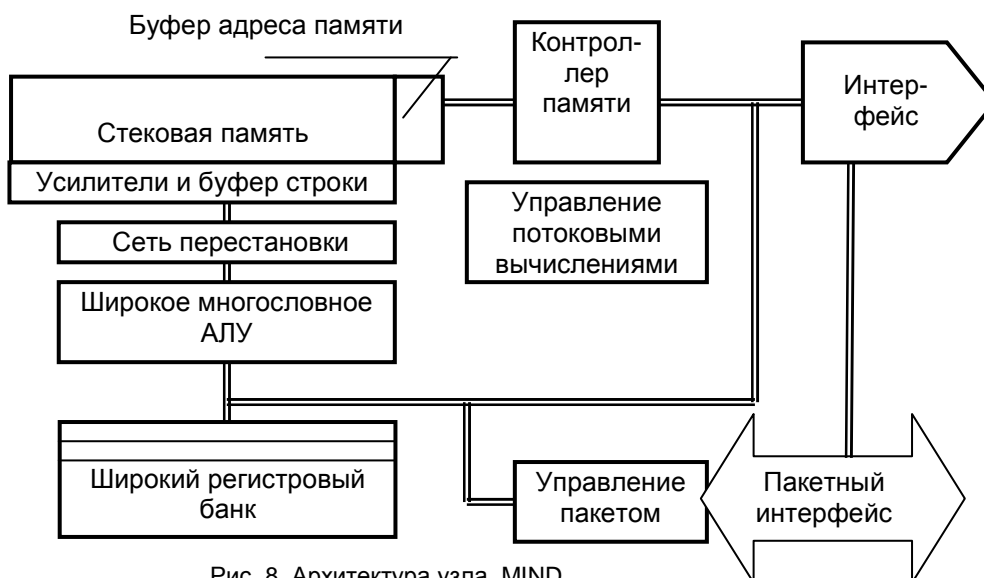 Буфер адреса памяти
Контрол-
лер
памяти
Интер-
фейс
Стековая память
Усилители и буфер строки
Сеть перестановки
Управление
потоковыми
вычислениями
Широкое многословное
АЛУ
Широкий регистровый
банк
Управление
пакетом
Пакетный
интерфейс
Рис. 8. Архитектура узла MIND